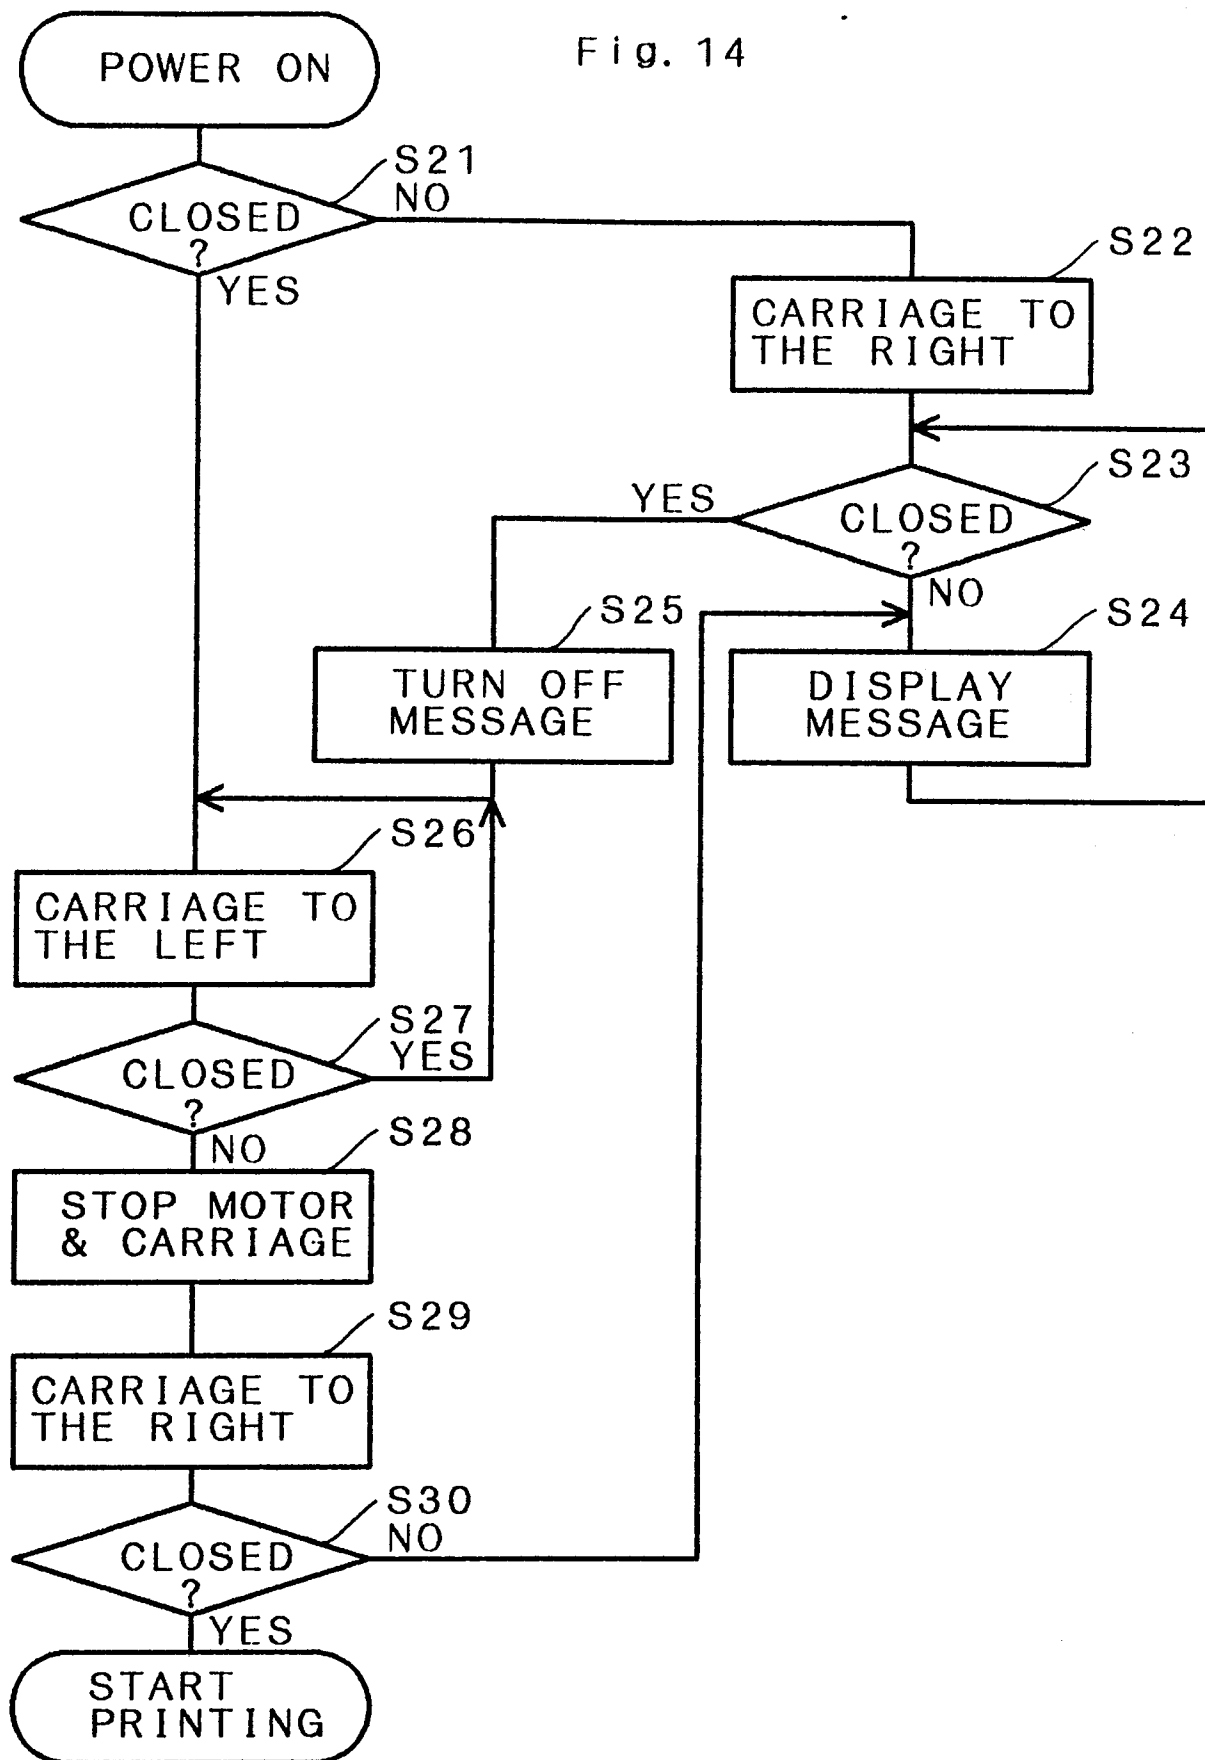 Fig. 14
POWER ON
S21
NO
CLOSED
?
YES
S22
CARRIAGE TO
THE RIGHT
S23
YES
CLOSED
?
NO
S24
DISPLAY
MESSAGE
S25
TURN OFF
MESSAGE
S26
CARRIAGE TO
THE LEFT
S27
YES
CLOSED
?
NO
S28
STOP MOTOR
& CARRIAGE
S29
CARRIAGE TO
THE RIGHT
S30
NO
CLOSED
?
YES
START
PRINTING